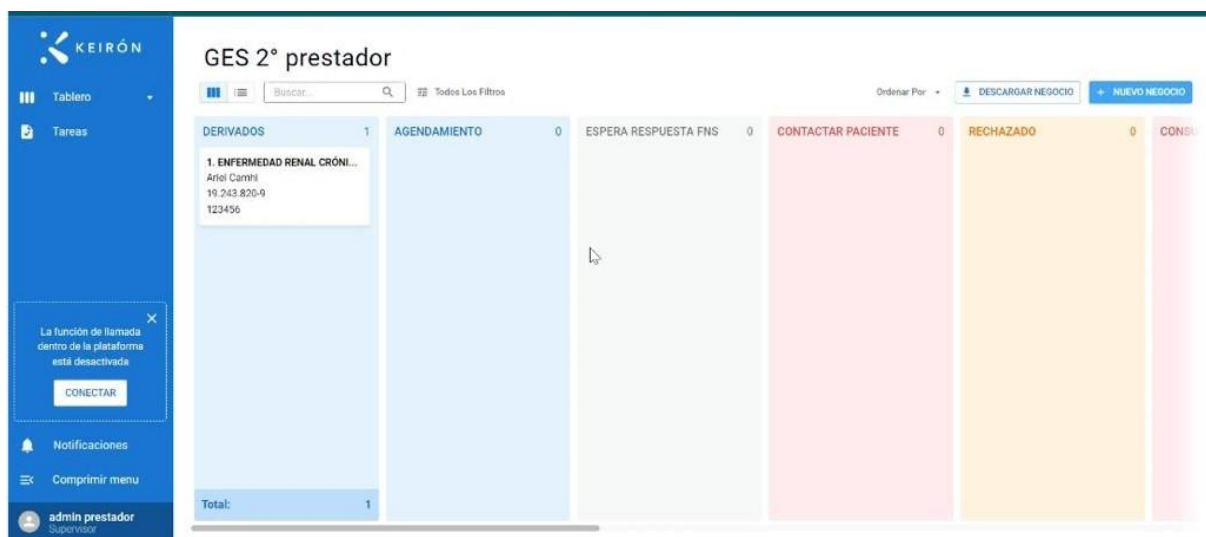 KEIRÓN
Tablero
Tareas
La función de llamada
dentro de la plataforma
está desactivada
CONECTAR
Notificaciones
Comprimir menu
admin prestador
Supervisor
GES 2° prestador
Buscar...
Todos Los Filtros
Ordenar Por
DESCARGAR NEGOCIO
+ NUEVO NEGOCIO
DERIVADOS 1
1. ENFERMEDAD RENAL CRÓNI...
Ariel Camhi
19.243.820-9
123456
Total: 1
AGENDAMIENTO 0
ESPERA RESPUESTA FNS 0
CONTACTAR PACIENTE 0
RECHAZADO 0
CONSU